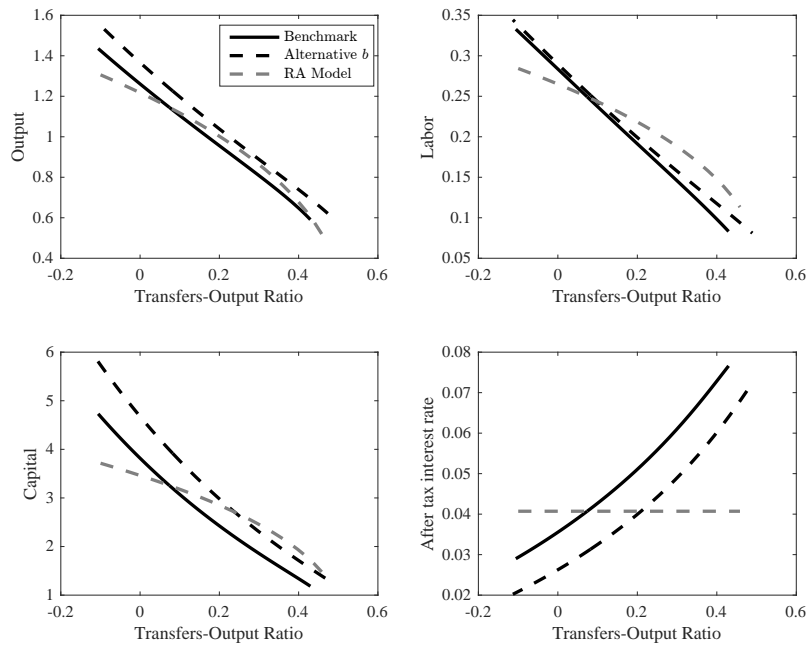 1.6
1.4
1.2
1
0.8
0.6
0.4
-0.2 0 0.2 0.4 0.6
Output
Transfers-Output Ratio
Benchmark
Alternative b
RA Model
0.35
0.3
0.25
0.2
0.15
0.1
0.05
-0.2 0 0.2 0.4 0.6
Labor
Transfers-Output Ratio
6
5
4
3
2
1
-0.2 0 0.2 0.4 0.6
Capital
Transfers-Output Ratio
0.08
0.07
0.06
0.05
0.04
0.03
0.02
-0.2 0 0.2 0.4 0.6
After tax interest rate
Transfers-Output Ratio